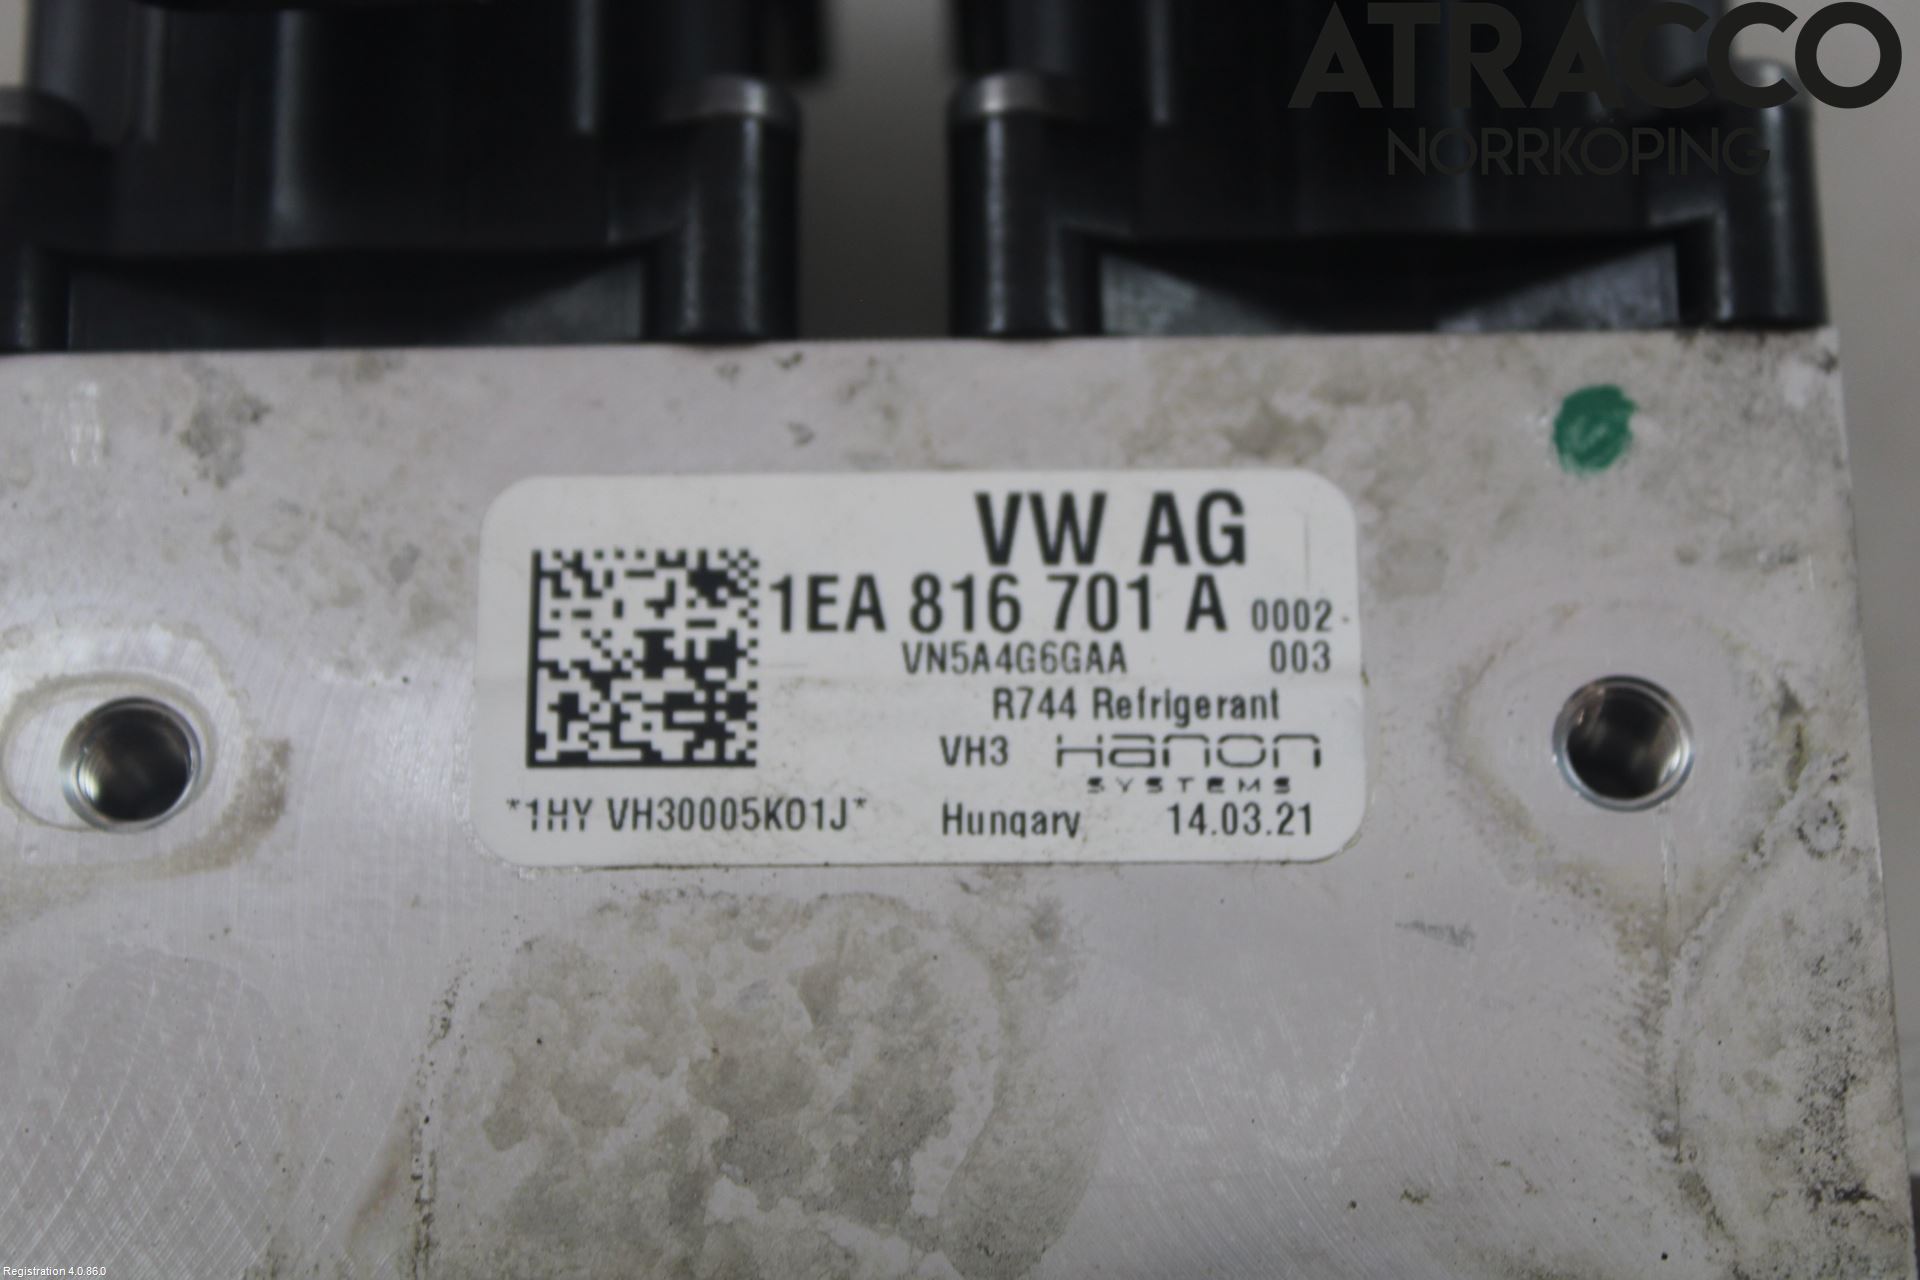 ATRACCO
NORRKOPING
VW AG
1EA 816 701 A 0002
VN5A4G6GAA 003
R744 Refrigerant
VH3 Hanon
SYSTEMS
*1HY VH30005K01J* Hungary 14.03.21
Registration 4.0.86.0